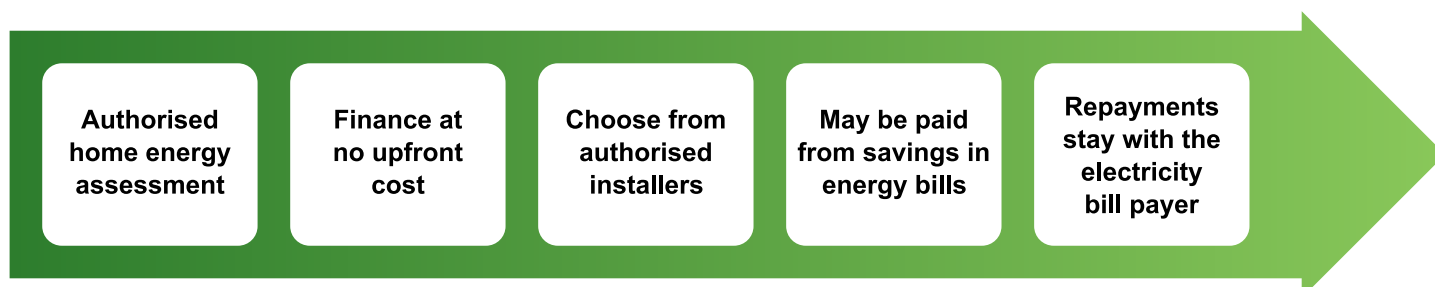 Authorised
home energy
assessment
Finance at
no upfront
cost
Choose from
authorised
installers
May be paid
from savings in
energy bills
Repayments
stay with the
electricity
bill payer